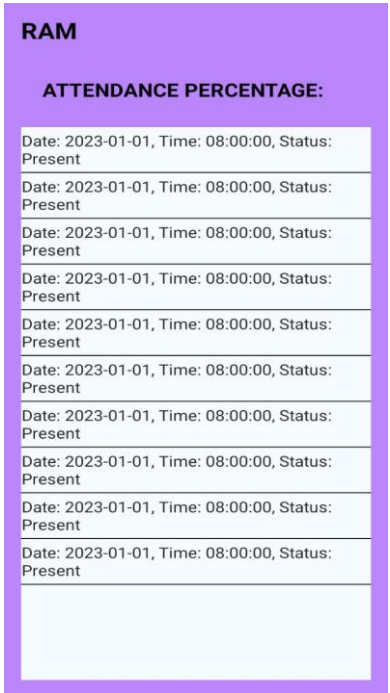 RAM
ATTENDANCE PERCENTAGE:
Date: 2023-01-01, Time: 08:00:00, Status:
Present
Date: 2023-01-01, Time: 08:00:00, Status:
Present
Date: 2023-01-01, Time: 08:00:00, Status:
Present
Date: 2023-01-01, Time: 08:00:00, Status:
Present
Date: 2023-01-01, Time: 08:00:00, Status:
Present
Date: 2023-01-01, Time: 08:00:00, Status:
Present
Date: 2023-01-01, Time: 08:00:00, Status:
Present
Date: 2023-01-01, Time: 08:00:00, Status:
Present
Date: 2023-01-01, Time: 08:00:00, Status:
Present
Date: 2023-01-01, Time: 08:00:00, Status:
Present